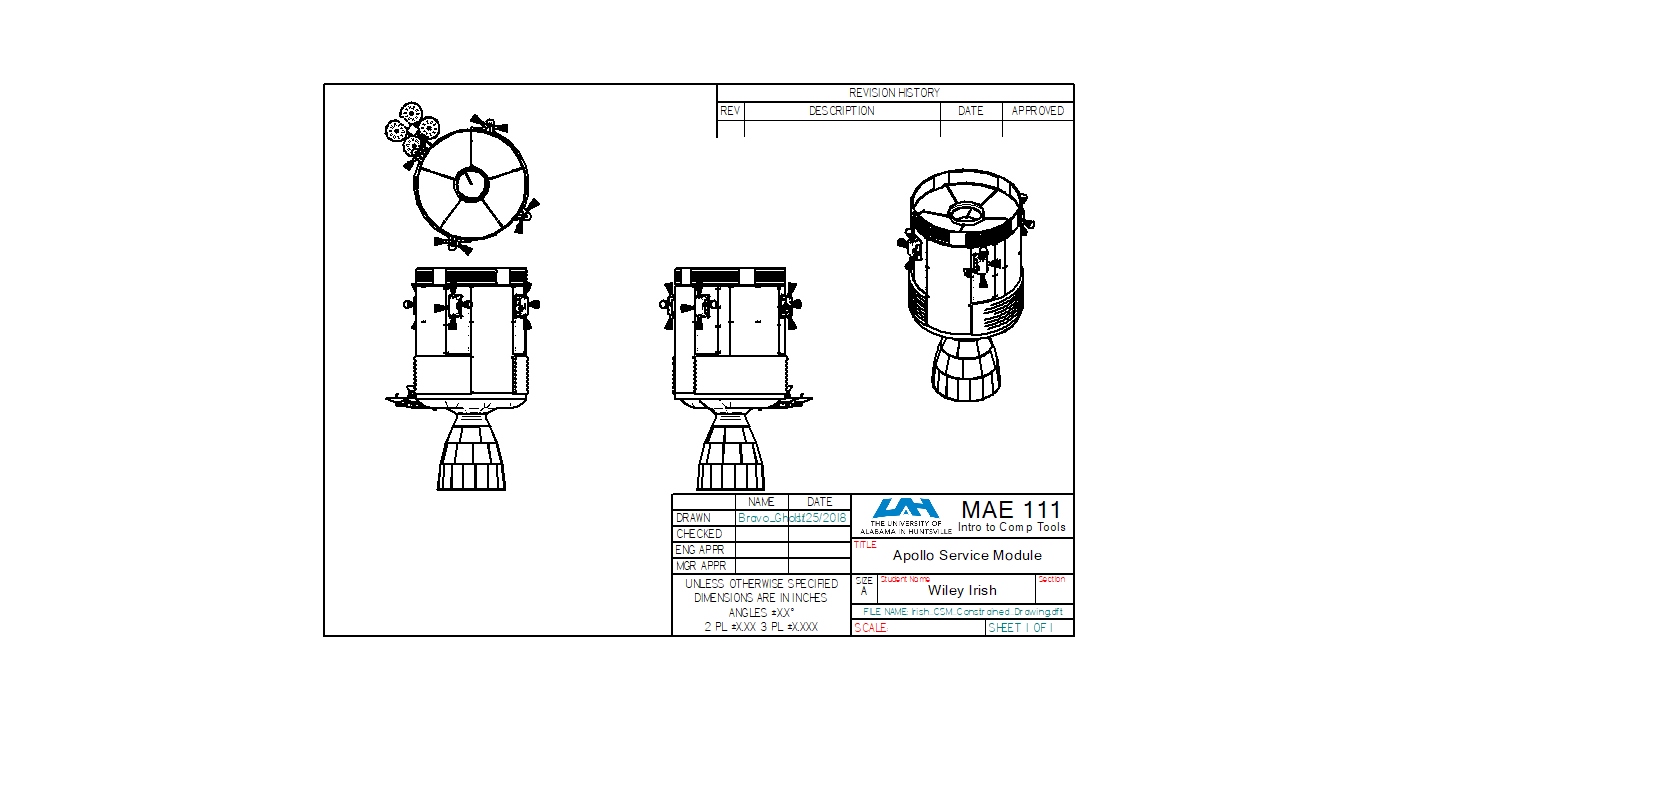 REVISION HISTORY
REV DESCRIPTION DATE APPROVED
NAME DATE
DRAWN Bravo_Gho 25/2018
CHECKED
ENG APPR
MGR APPR
UNLESS OTHERWISE SPECIFIED
DIMENSIONS ARE IN INCHES
ANGLES ±X.X°
2 PL ±X.XX 3 PL ±X.XXX
THE UNIVERSITY OF
ALABAMA IN HUNTSVILLE
MAE 111
Intro to Comp Tools
TITLE
Apollo Service Module
SIZE
A
Student Name
Wiley Irish
Section
FILE NAME: Irish CSM Constrained Drawing.dft
SCALE:
SHEET 1 OF 1